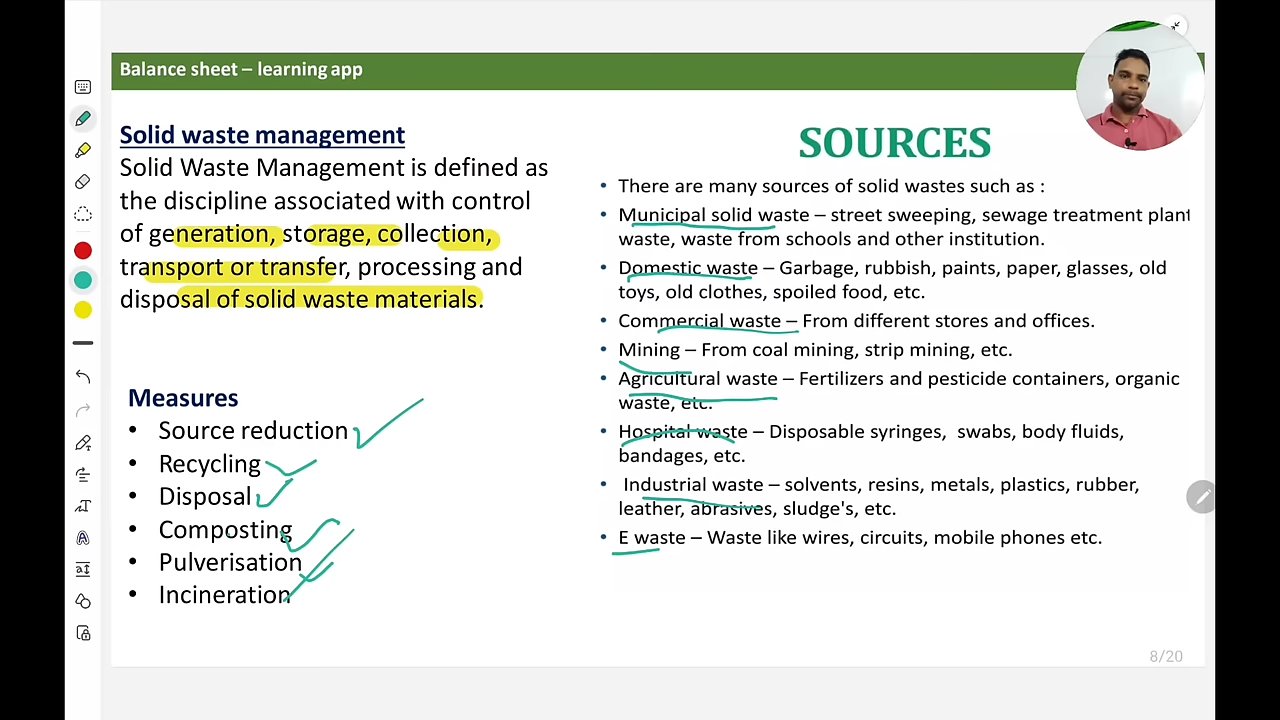 Balance sheet – learning app
Solid waste management
Solid Waste Management is defined as
the discipline associated with control
of generation, storage, collection,
transport or transfer, processing and
disposal of solid waste materials.
Measures
• Source reduction
• Recycling
• Disposal
• Composting
• Pulverisation
• Incineration
SOURCES
• There are many sources of solid wastes such as :
• Municipal solid waste – street sweeping, sewage treatment plant
waste, waste from schools and other institution.
• Domestic waste – Garbage, rubbish, paints, paper, glasses, old
toys, old clothes, spoiled food, etc.
• Commercial waste – From different stores and offices.
• Mining – From coal mining, strip mining, etc.
• Agricultural waste – Fertilizers and pesticide containers, organic
waste, etc.
• Hospital waste – Disposable syringes, swabs, body fluids,
bandages, etc.
• Industrial waste – solvents, resins, metals, plastics, rubber,
leather, abrasives, sludge's, etc.
• E waste – Waste like wires, circuits, mobile phones etc.
8/20